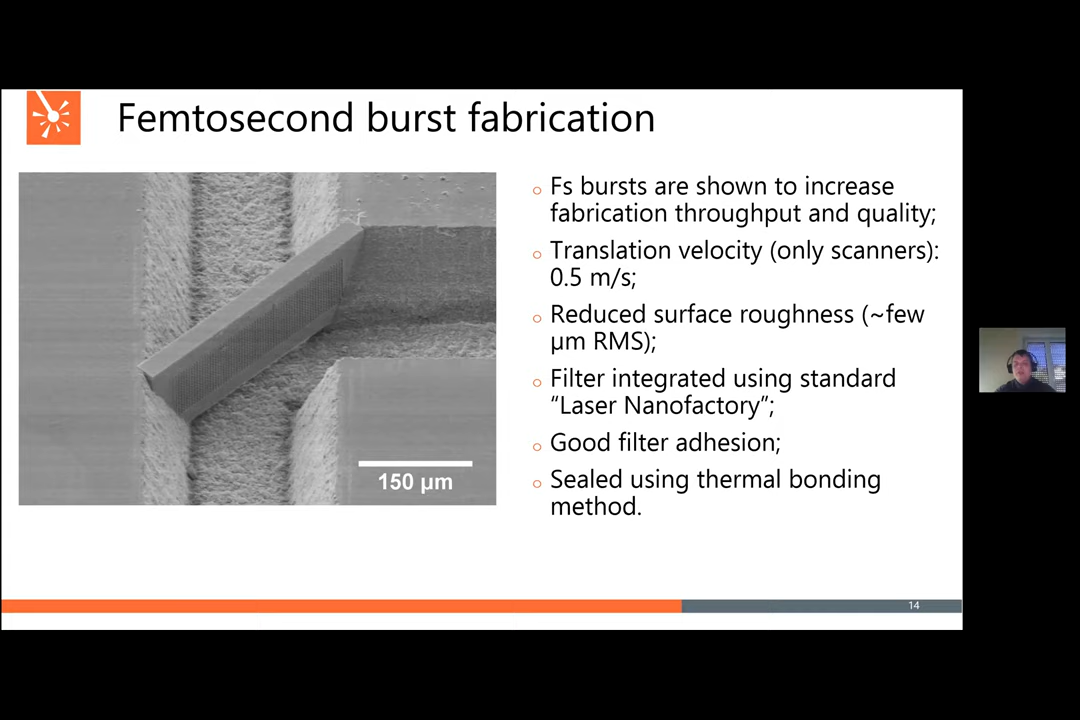 Femtosecond burst fabrication
Fs bursts are shown to increase
fabrication throughput and quality;
Translation velocity (only scanners):
0.5 m/s;
Reduced surface roughness (~few
µm RMS);
Filter integrated using standard
“Laser Nanofactory”;
Good filter adhesion;
Sealed using thermal bonding
method.
150 µm
14